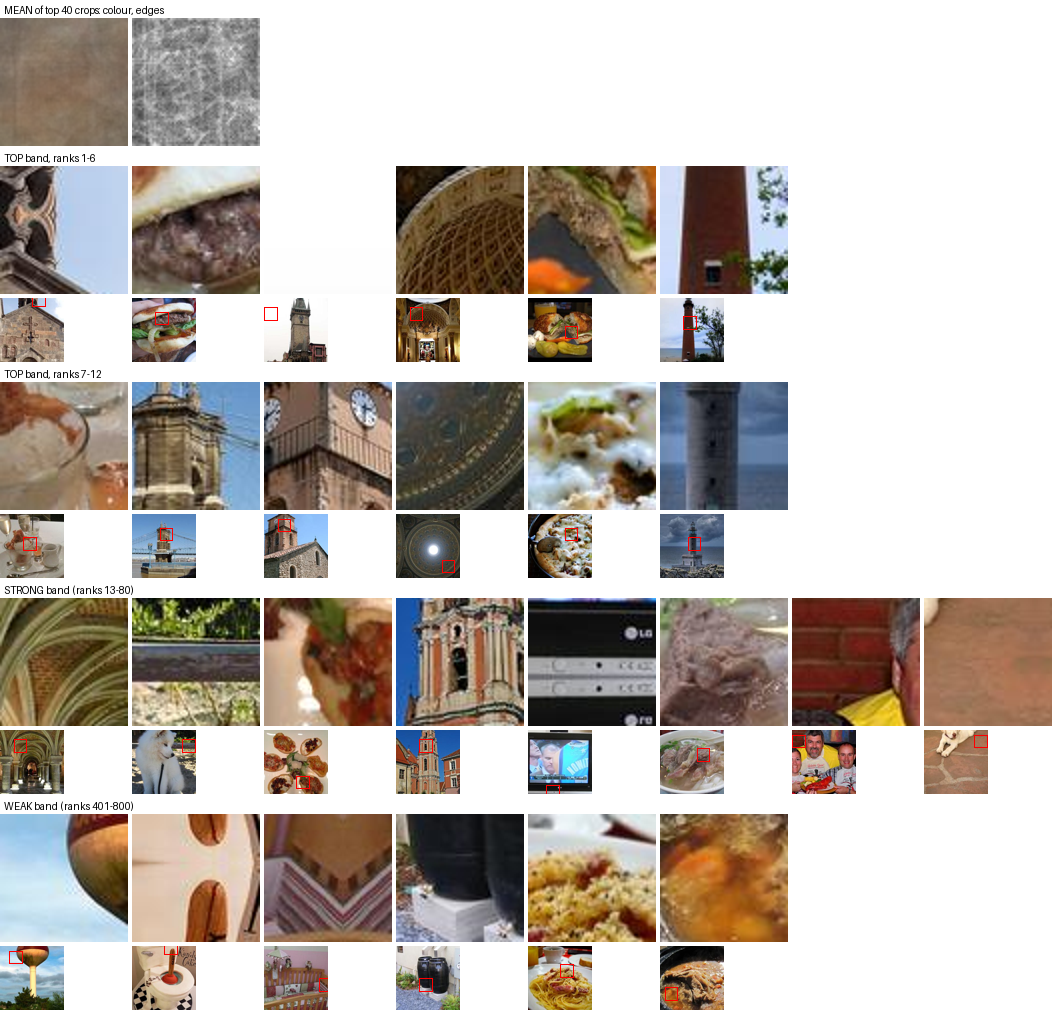 MEAN of top 40 crops: colour, edges
TOP band, ranks 1-6
TOP band, ranks 7-12
STRONG band (ranks 13-80)
LG
WEAK band (ranks 401-800)